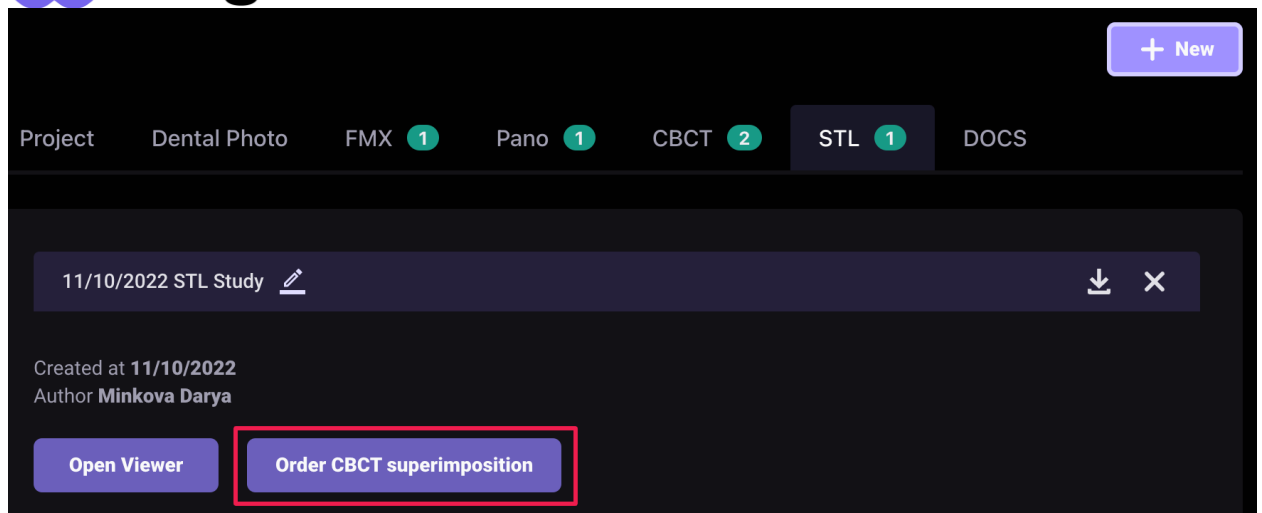 + New
Project Dental Photo FMX 1 Pano 1 CBCT 2 STL 1 DOCS
11/10/2022 STL Study
Created at 11/10/2022
Author Minkova Darya
Open Viewer Order CBCT superimposition